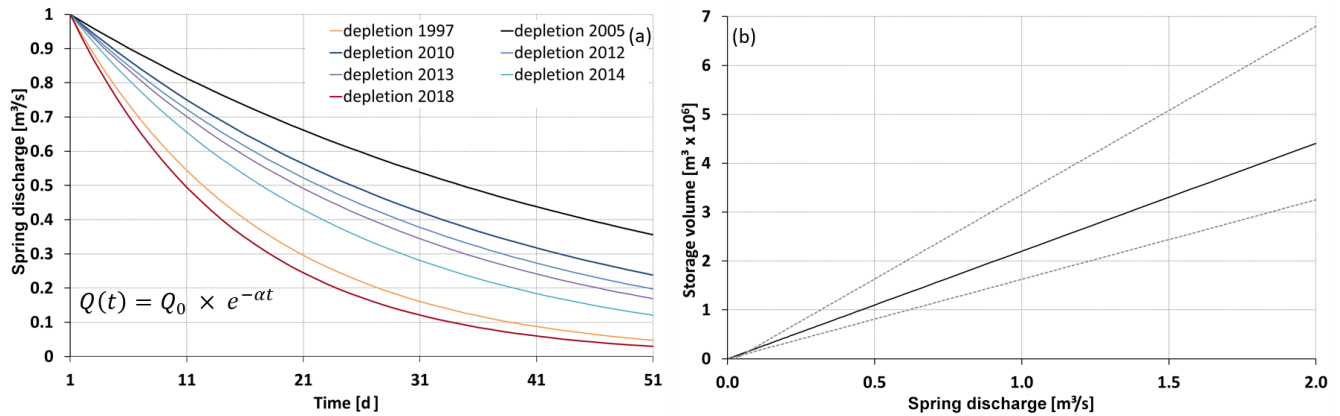 (a)
Spring discharge [m³/s]
1
0.9
0.8
0.7
0.6
0.5
0.4
0.3
0.2
0.1
0
depletion 1997
depletion 2005
depletion 2010
depletion 2012
depletion 2013
depletion 2014
depletion 2018
Q(t) = Q₀ × e^{-αt}
1 11 21 31 41 51
Time [d]
(b)
Storage volume [m³ x 10⁶]
7
6
5
4
3
2
1
0
0.0 0.5 1.0 1.5 2.0
Spring discharge [m³/s]